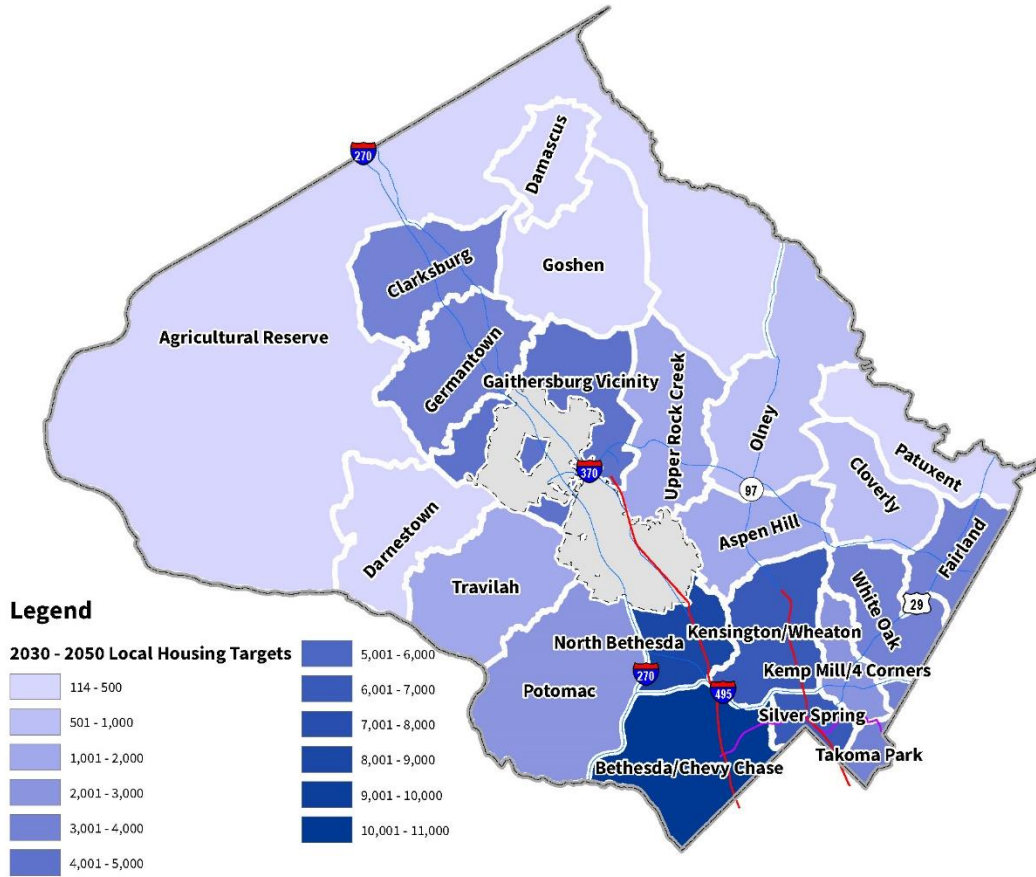 270
Damascus
Clarksburg
Goshen
Agricultural Reserve
Germantown
Gaithersburg Vicinity
Upper Rock Creek
Olney
370
97
Patuxent
Cloverly
Darnestown
Aspen Hill
Fairland
Travilah
White Oak
29
North Bethesda
Kensington/Wheaton
270
Kemp Mill/4 Corners
Potomac
495
Silver Spring
Takoma Park
Bethesda/Chevy Chase
Legend
2030 - 2050 Local Housing Targets
114 - 500
501 - 1,000
1,001 - 2,000
2,001 - 3,000
3,001 - 4,000
4,001 - 5,000
5,001 - 6,000
6,001 - 7,000
7,001 - 8,000
8,001 - 9,000
9,001 - 10,000
10,001 - 11,000